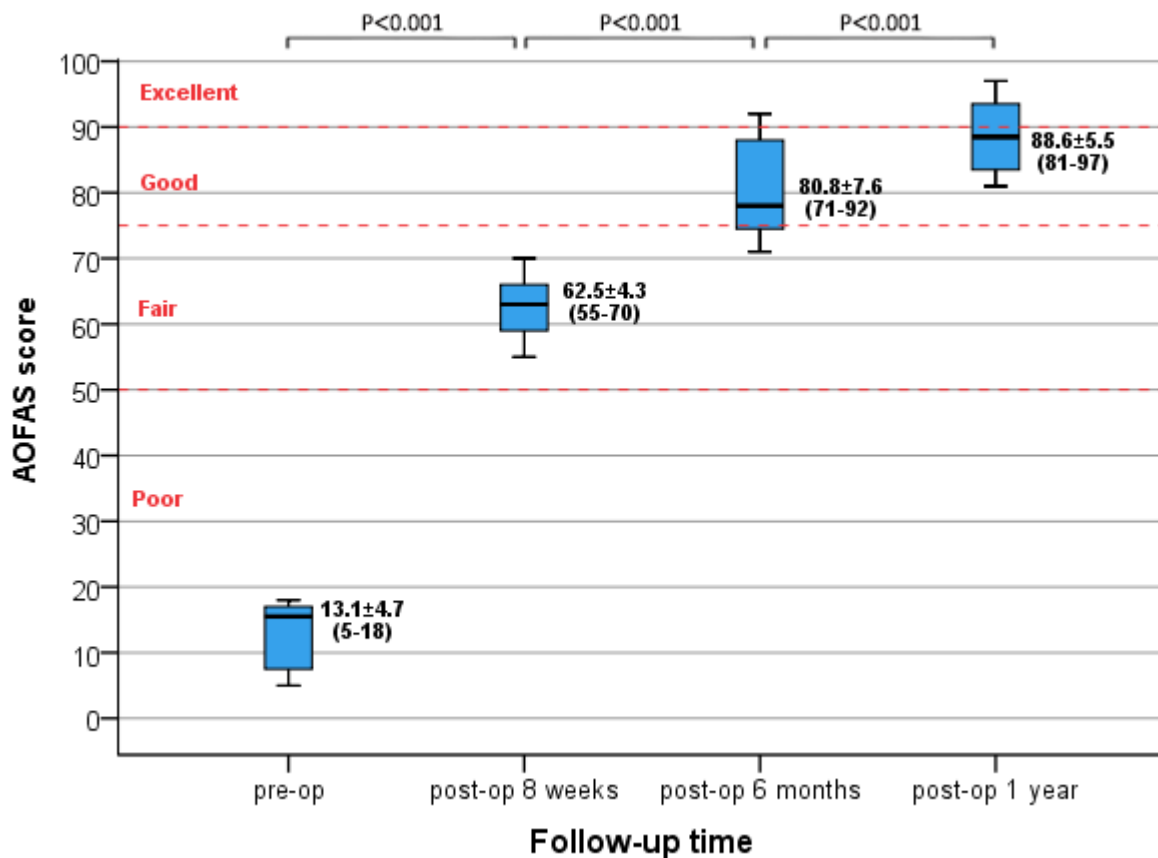 P<0.001 P<0.001 P<0.001
100
Excellent
90
Good
80
70
Fair
60
50
40
Poor
30
20
10
0
AOFAS score
88.6±5.5
(81-97)
80.8±7.6
(71-92)
62.5±4.3
(55-70)
13.1±4.7
(5-18)
pre-op post-op 8 weeks post-op 6 months post-op 1 year
Follow-up time